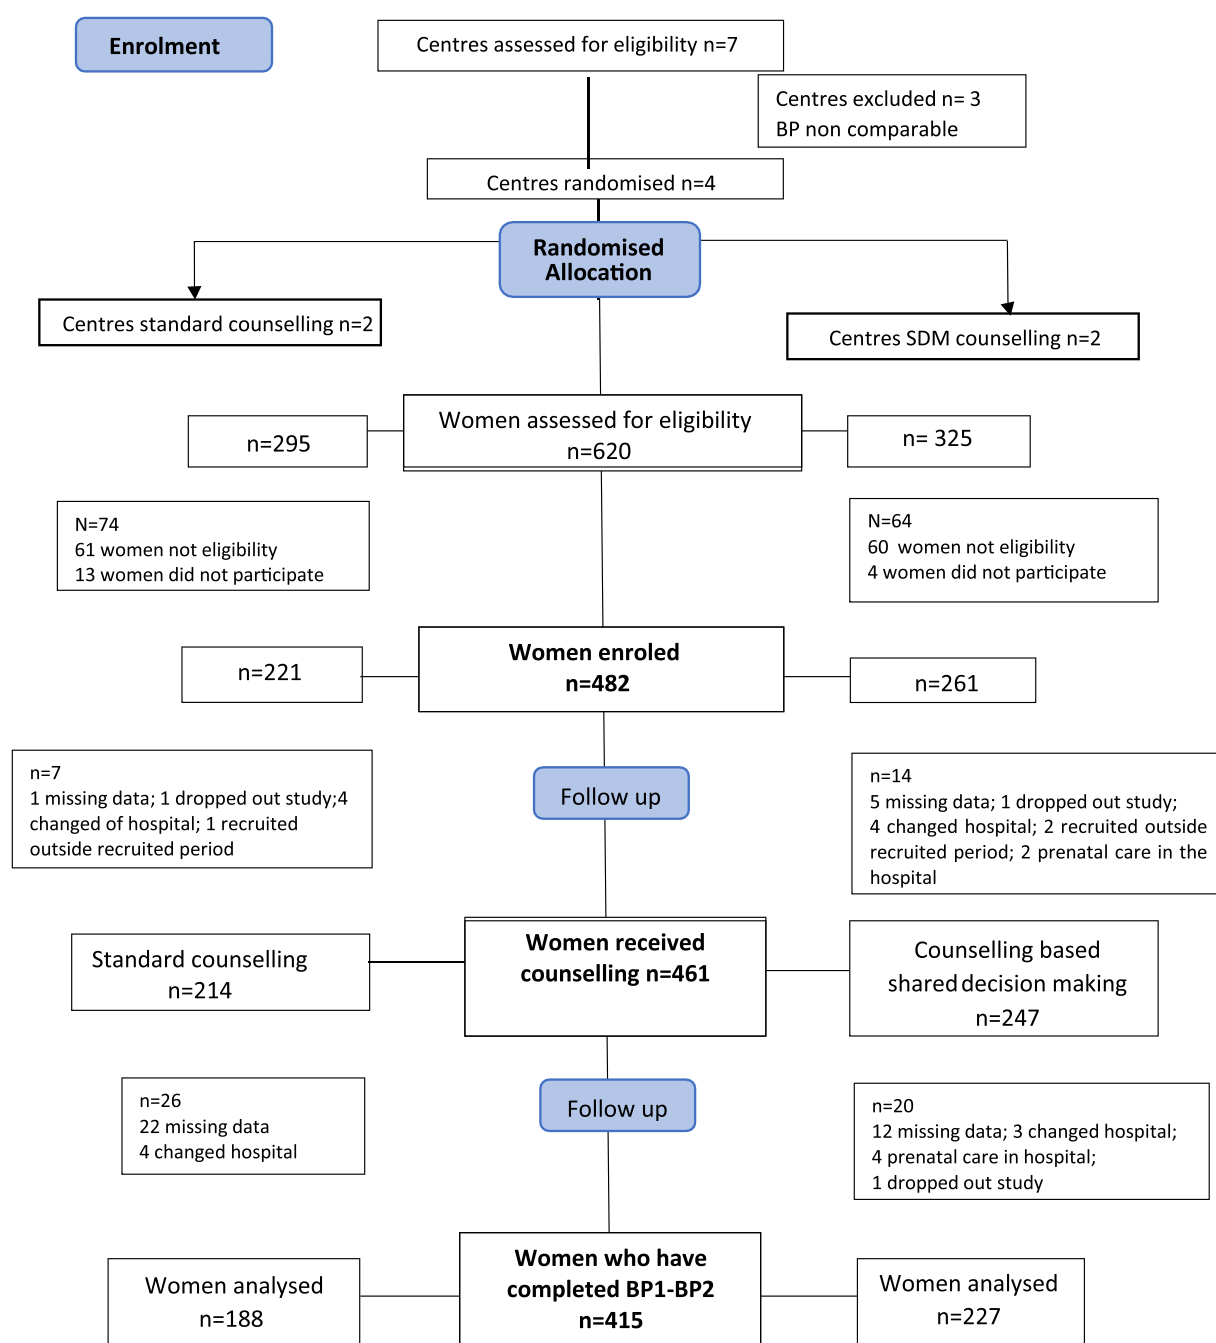 Enrolment
Centres assessed for eligibility n=7
Centres excluded n= 3
BP non comparable
Centres randomised n=4
Randomised
Allocation
Centres standard counselling n=2
Centres SDM counselling n=2
Women assessed for eligibility
n=620
n=295
n= 325
N=74
61 women not eligibility
13 women did not participate
N=64
60 women not eligibility
4 women did not participate
Women enroled
n=482
n=221
n=261
n=7
1 missing data; 1 dropped out study;4
changed of hospital; 1 recruited
outside recruited period
Follow up
n=14
5 missing data; 1 dropped out study;
4 changed hospital; 2 recruited outside
recruited period; 2 prenatal care in the
hospital
Women received
counselling n=461
Standard counselling
n=214
Counselling based
shared decision making
n=247
n=26
22 missing data
4 changed hospital
Follow up
n=20
12 missing data; 3 changed hospital;
4 prenatal care in hospital;
1 dropped out study
Women who have
completed BP1-BP2
n=415
Women analysed
n=188
Women analysed
n=227